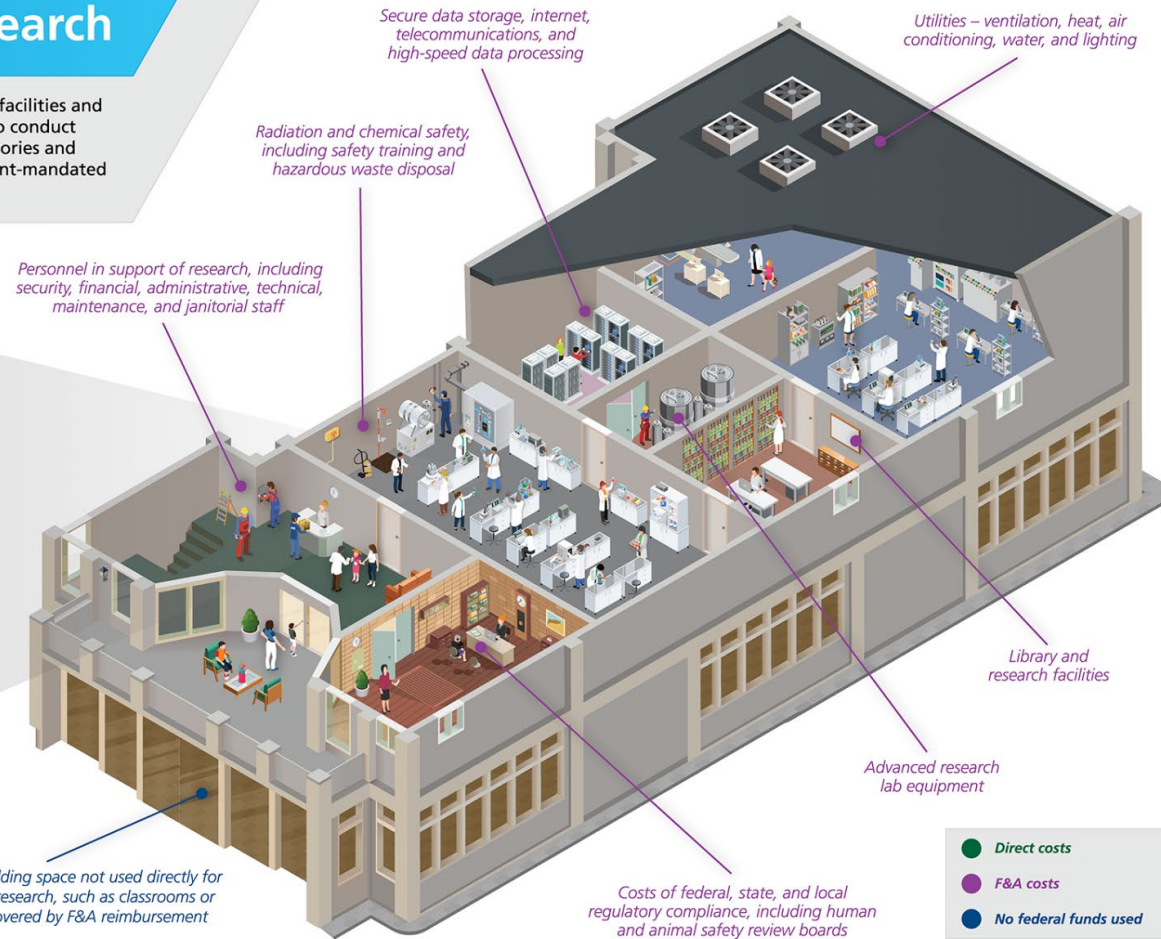 earch
facilities and
o conduct
ories and
nt-mandated
Secure data storage, internet,
telecommunications, and
high-speed data processing
Utilities – ventilation, heat, air
conditioning, water, and lighting
Radiation and chemical safety,
including safety training and
hazardous waste disposal
Personnel in support of research, including
security, financial, administrative, technical,
maintenance, and janitorial staff
Library and
research facilities
Advanced research
lab equipment
Costs of federal, state, and local
regulatory compliance, including human
and animal safety review boards
lding space not used directly for
research, such as classrooms or
overed by F&A reimbursement
Direct costs
F&A costs
No federal funds used